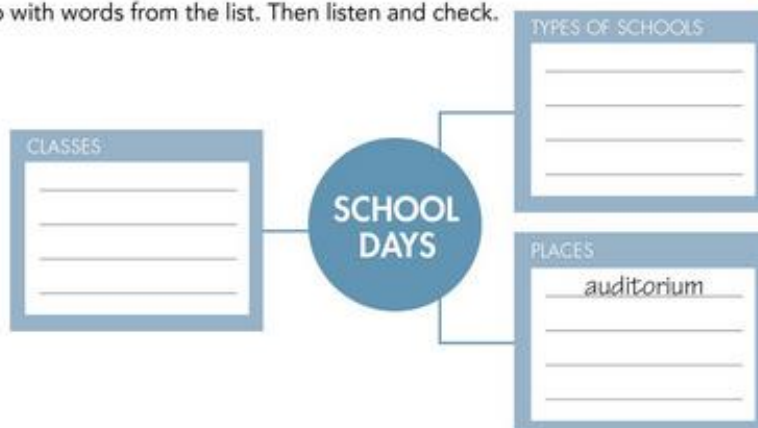 with words from the list. Then listen and check.
TYPES OF SCHOOLS
CLASSES
SCHOOL
DAYS
PLACES
auditorium